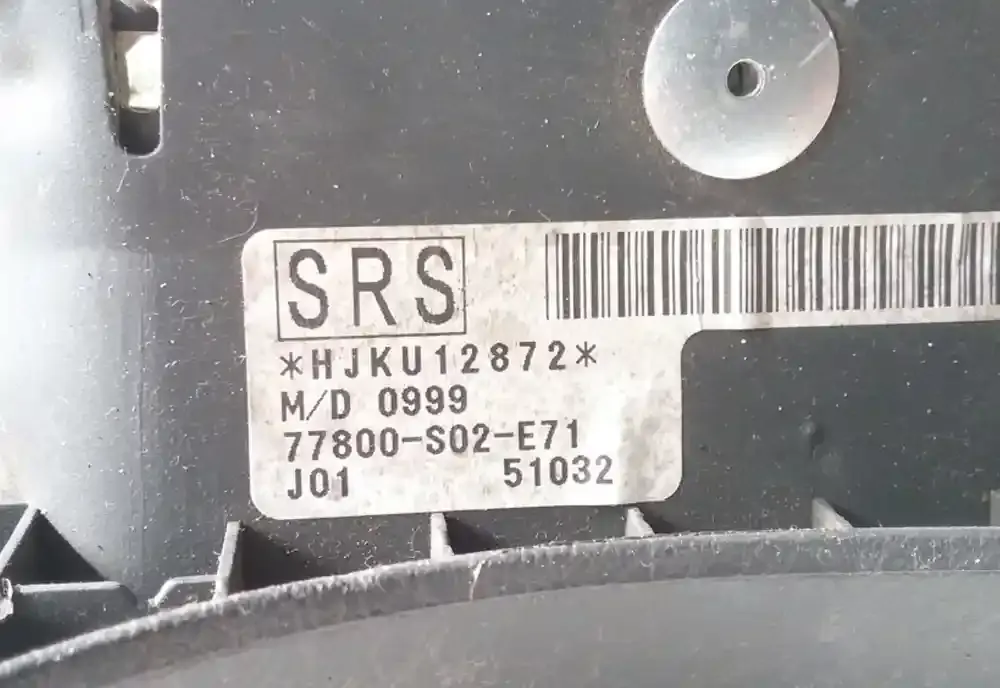 SRS
*HJKU12872*
M/D 0999
77800-S02-E71
J01 51032